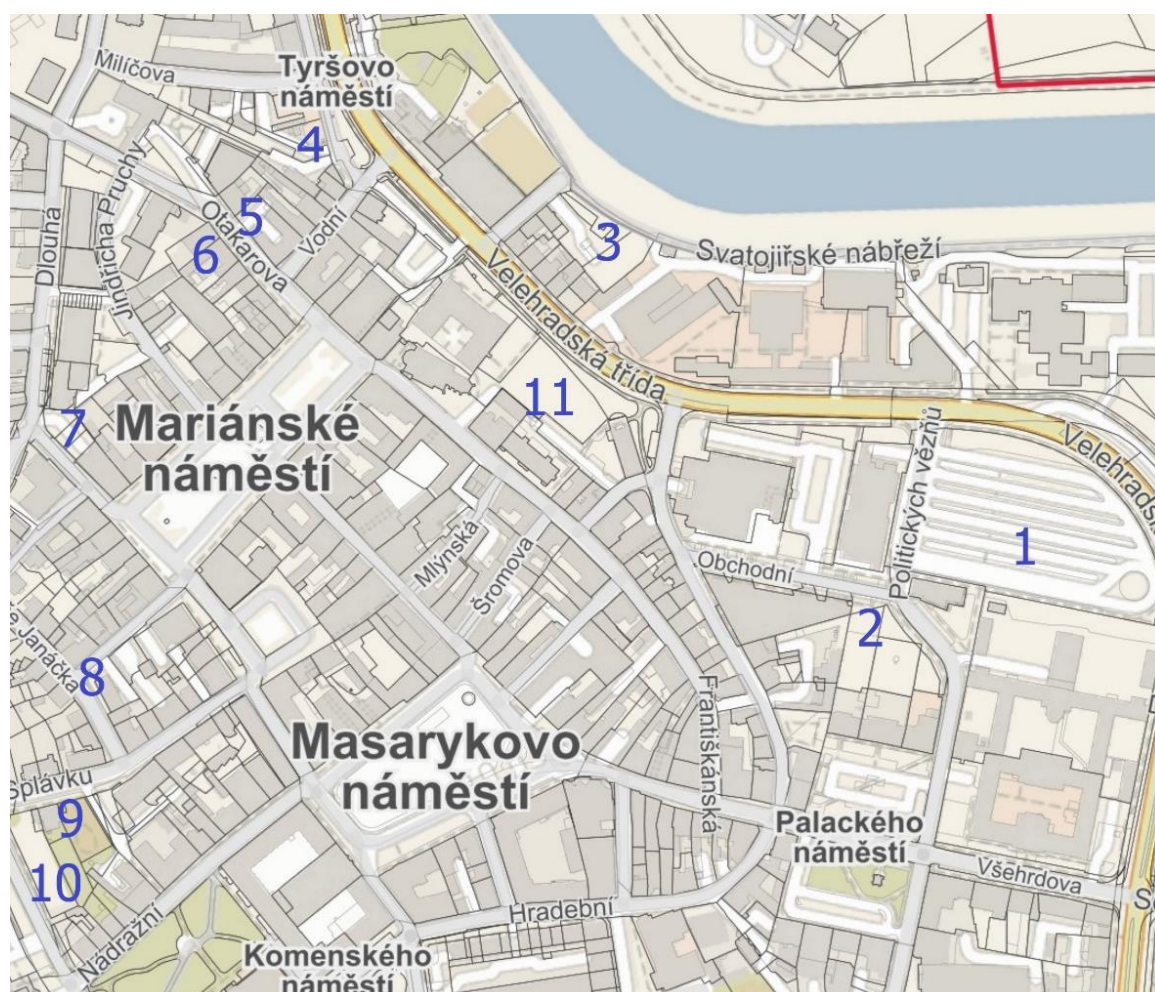 Milíčova
Tyršovo
náměstí
4
Jindřicha Pruchy
Dlouhá
5
6
Otakarova
Vodní
3
Svatojiřské nábřeží
Velehradská třída
11
7
Mariánské
náměstí
Politických vězňů
Velehradsk
Mlýnská
Šromova
Obchodní
1
2
e Janáčka
8
Františkánská
Masarykovo
náměstí
Splávku
9
10
Palackého
náměstí
Všehrdova
Hradební
Nádražní
Komenského
náměstí